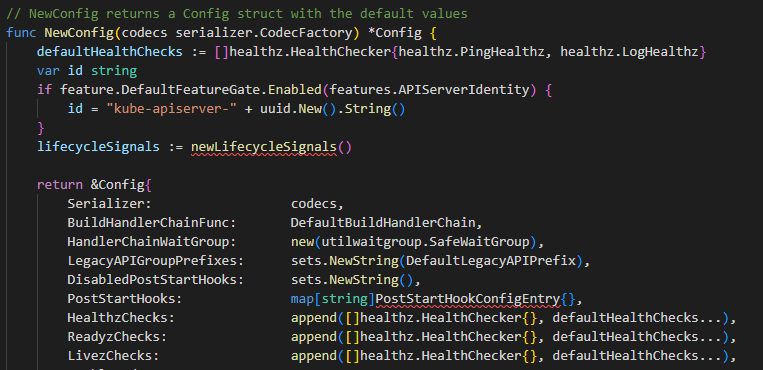 // NewConfig returns a Config struct with the default values
func NewConfig(codecs serializer.CodecFactory) *Config {
    defaultHealthChecks := []healthz.HealthChecker{healthz.PingHealthz, healthz.LogHealthz}
    var id string
    if feature.DefaultFeatureGate.Enabled(features.APIServerIdentity) {
        id = "kube-apiserver-" + uuid.New().String()
    }
    lifecycleSignals := newLifecycleSignals()

    return &Config{
        Serializer:                  codecs,
        BuildHandlerChainFunc:       DefaultBuildHandlerChain,
        HandlerChainWaitGroup:       new(utilwaitgroup.SafeWaitGroup),
        LegacyAPIGroupPrefixes:      sets.NewString(DefaultLegacyAPIPrefix),
        DisabledPostStartHooks:      sets.NewString(),
        PostStartHooks:              map[string]PostStartHookConfigEntry{},
        HealthzChecks:               append([]healthz.HealthChecker{}, defaultHealthChecks...),
        ReadyzChecks:                append([]healthz.HealthChecker{}, defaultHealthChecks...),
        LivezChecks:                 append([]healthz.HealthChecker{}, defaultHealthChecks...),